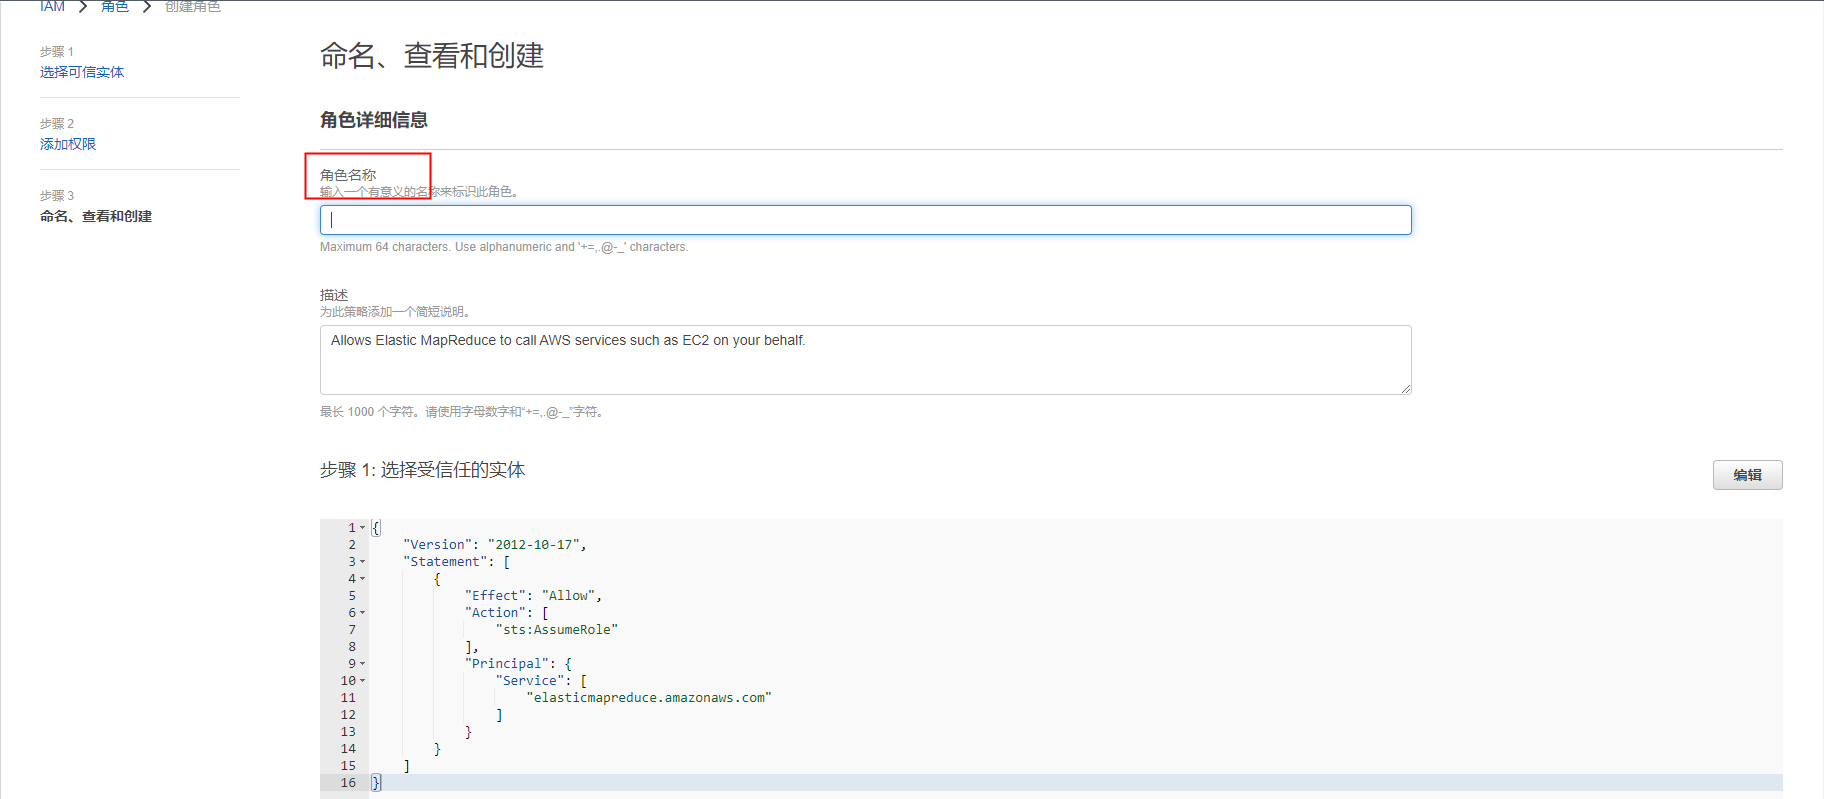 IAM 角色 创建角色
步骤 1
选择可信实体
步骤 2
添加权限
步骤 3
命名、查看和创建
命名、查看和创建
角色详细信息
角色名称
输入一个有意义的名称来标识此角色。
Maximum 64 characters. Use alphanumeric and '+=,.@-_' characters.
描述
为此策略添加一个简短说明。
Allows Elastic MapReduce to call AWS services such as EC2 on your behalf.
最长 1000 个字符。请使用字母数字和“+=,.@-_”字符。
步骤 1: 选择受信任的实体
编辑
1 {
2 "Version": "2012-10-17",
3 "Statement": [
4 {
5 "Effect": "Allow",
6 "Action": [
7 "sts:AssumeRole"
8 ],
9 "Principal": {
10 "Service": [
11 "elasticmapreduce.amazonaws.com"
12 ]
13 }
14 }
15 ]
16 }